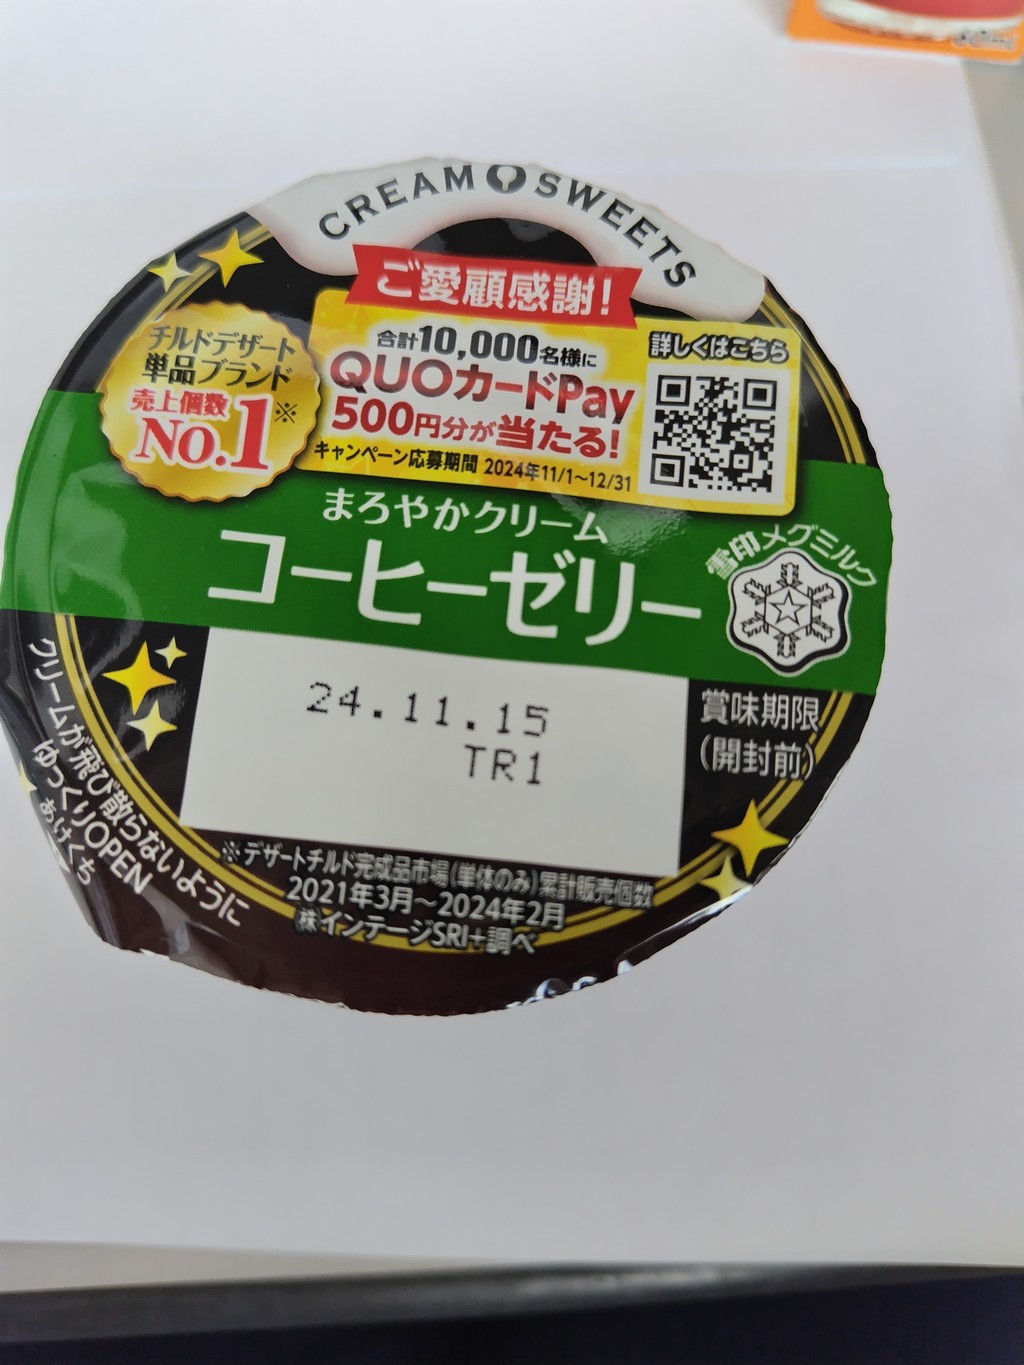 CREAM SWEETS
ご愛顧感謝!
チルドデザート
単品ブランド
売上個数
No.1※
合計10,000名様に
QUOカードPay
500円分が当たる!
キャンペーン応募期間 2024年11/1~12/31
詳しくはこちら
まろやかクリーム
コーヒーゼリー
雪印メグミルク
24.11.15
TR1
賞味期限
(開封前)
クリームが飛び散らないように
ゆっくりOPEN
あけくち
※デザートチルド完成品市場(単体のみ)累計販売個数
2021年3月~2024年2月
㈱インテージSRI+調べ